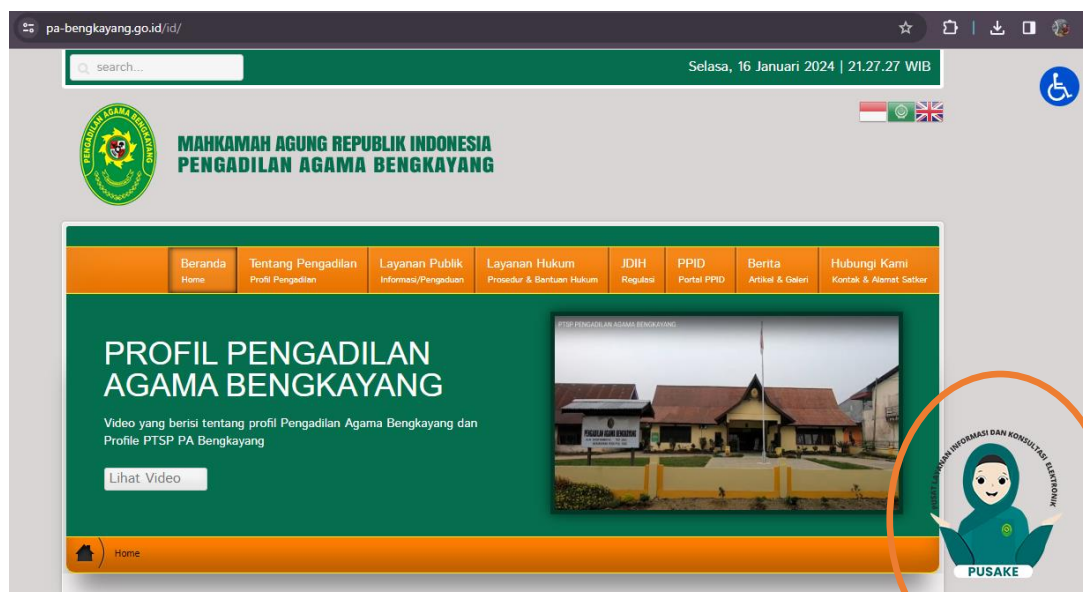 pa-bengkayang.go.id/id/
search...
Selasa, 16 Januari 2024 | 21.27.27 WIB
PENGADILAN AGAMA BENGKAYANG
MAHKAMAH AGUNG REPUBLIK INDONESIA
PENGADILAN AGAMA BENGKAYANG
Beranda Tentang Pengadilan Layanan Publik Layanan Hukum JDIH PPID Berita Hubungi Kami
Home Profil Pengadilan Informasi/Pengaduan Prosedur & Bantuan Hukum Regulasi Portal PPID Artikel & Galeri Kontak & Alamat Satker
PTSP PENGADILAN AGAMA BENGKAYANG
PROFIL PENGADILAN
AGAMA BENGKAYANG
Video yang berisi tentang profil Pengadilan Agama Bengkayang dan
Profile PTSP PA Bengkayang
Lihat Video
PENGADILAN AGAMA BENGKAYANG
PUSAT LAYANAN INFORMASI DAN KONSULTASI ELEKTRONIK
PUSAKE
Home